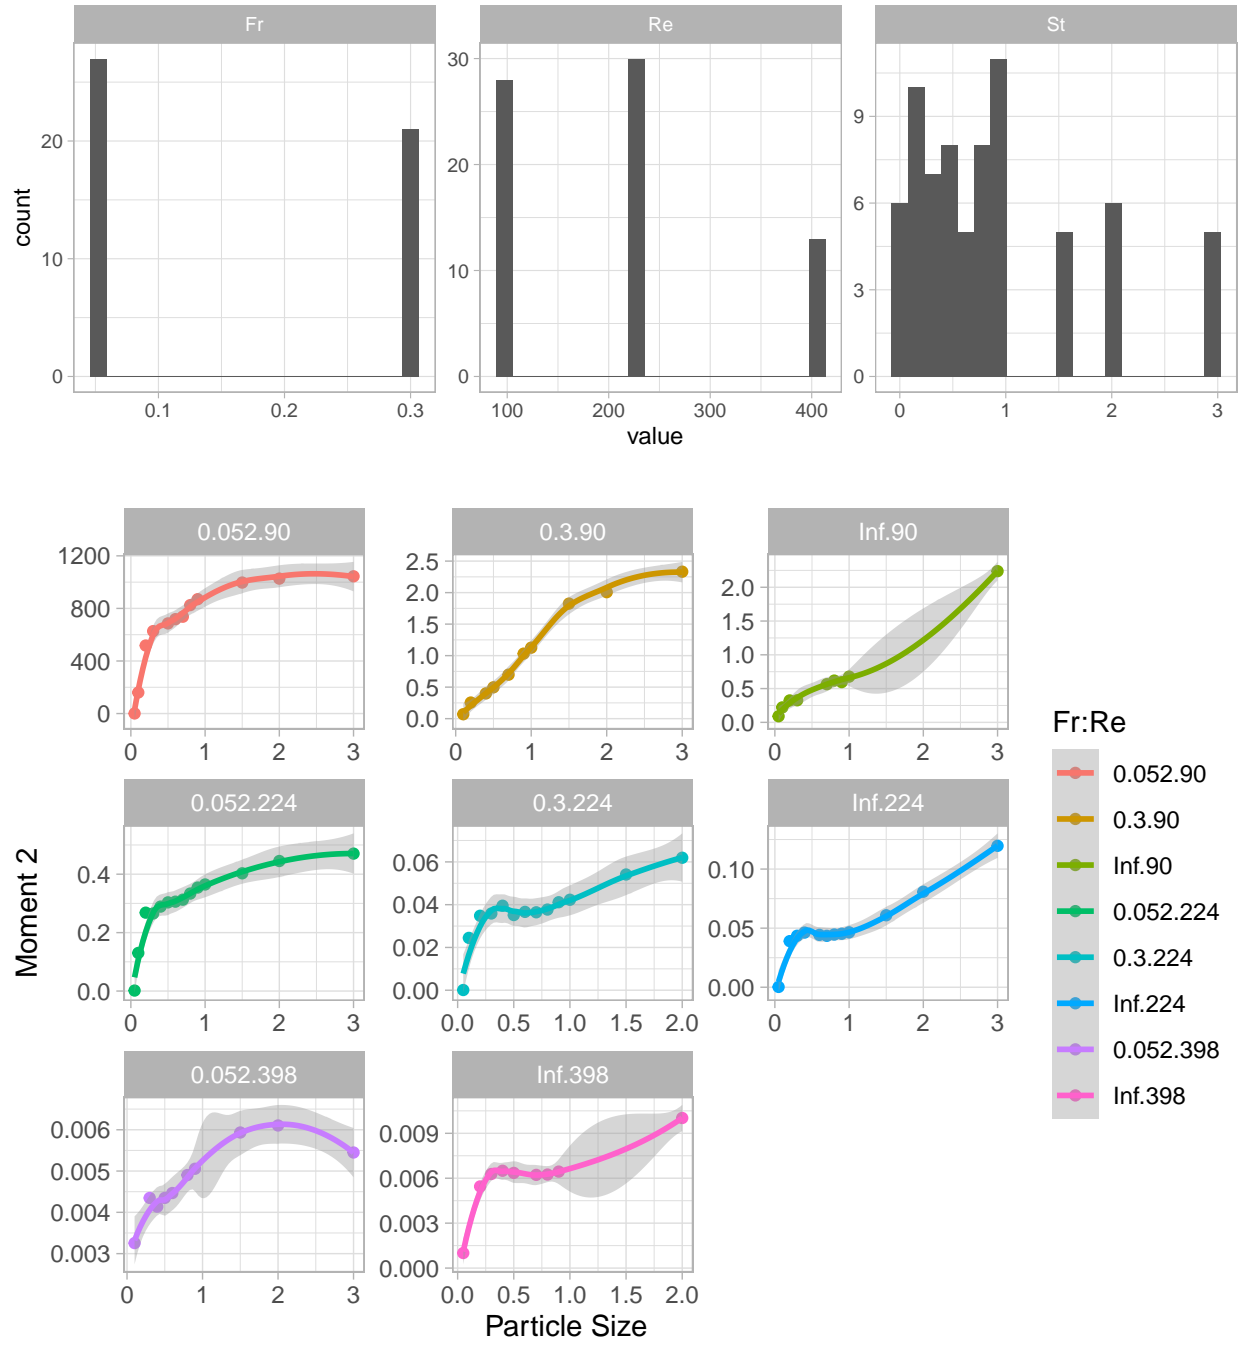 Fr Re St
count
20
10
0
0.1 0.2 0.3
30
20
10
0
100 200 300 400
9
6
3
0
0 1 2 3
value
0.052.90 0.3.90 Inf.90
1200
800
400
0
0 1 2 3
2.5
2.0
1.5
1.0
0.5
0.0
0 1 2 3
2.0
1.5
1.0
0.5
0.0
0 1 2 3
0.052.224 0.3.224 Inf.224
0.4
0.2
0.0
0 1 2 3
0.06
0.04
0.02
0.00
0.0 0.5 1.0 1.5 2.0
0.10
0.05
0.00
0 1 2 3
0.052.398 Inf.398
0.006
0.005
0.004
0.003
0 1 2 3
0.009
0.006
0.003
0.000
0.0 0.5 1.0 1.5 2.0
Moment 2
Particle Size
Fr:Re
0.052.90
0.3.90
Inf.90
0.052.224
0.3.224
Inf.224
0.052.398
Inf.398